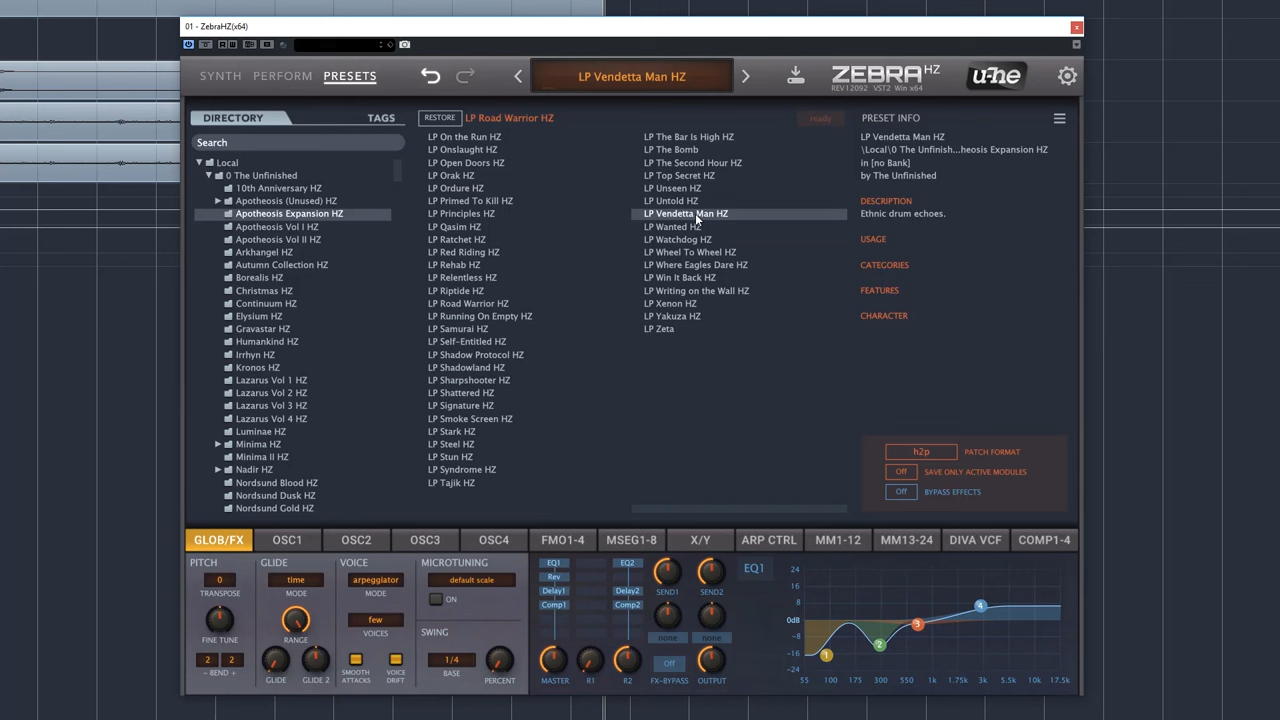 01 - ZebraHZ(x64)
SYNTH PERFORM PRESETS
LP Vendetta Man HZ
ZEBRA HZ
REV12092 VST2 Win x64
u-he
DIRECTORY TAGS
RESTORE LP Road Warrior HZ
ready
PRESET INFO
Search
Local
0 The Unfinished
10th Anniversary HZ
Apotheosis (Unused) HZ
Apotheosis Expansion HZ
Apotheosis Vol I HZ
Apotheosis Vol II HZ
Arkhangel HZ
Autumn Collection HZ
Borealis HZ
Christmas HZ
Continuum HZ
Elysium HZ
Gravastar HZ
Humankind HZ
Irrhyn HZ
Kronos HZ
Lazarus Vol 1 HZ
Lazarus Vol 2 HZ
Lazarus Vol 3 HZ
Lazarus Vol 4 HZ
Luminae HZ
Minima HZ
Minima II HZ
Nadir HZ
Nordsund Blood HZ
Nordsund Dusk HZ
Nordsund Gold HZ
LP On the Run HZ
LP Onslaught HZ
LP Open Doors HZ
LP Orak HZ
LP Ordure HZ
LP Primed To Kill HZ
LP Principles HZ
LP Qasim HZ
LP Ratchet HZ
LP Red Riding HZ
LP Rehab HZ
LP Relentless HZ
LP Riptide HZ
LP Road Warrior HZ
LP Running On Empty HZ
LP Samurai HZ
LP Self-Entitled HZ
LP Shadow Protocol HZ
LP Shadowland HZ
LP Sharpshooter HZ
LP Shattered HZ
LP Signature HZ
LP Smoke Screen HZ
LP Stark HZ
LP Steel HZ
LP Stun HZ
LP Syndrome HZ
LP Tajik HZ
LP The Bar Is High HZ
LP The Bomb
LP The Second Hour HZ
LP Top Secret HZ
LP Unseen HZ
LP Untold HZ
LP Vendetta Man HZ
LP Wanted HZ
LP Watchdog HZ
LP Wheel To Wheel HZ
LP Where Eagles Dare HZ
LP Win It Back HZ
LP Writing on the Wall HZ
LP Xenon HZ
LP Yakuza HZ
LP Zeta
LP Vendetta Man HZ
\Local\0 The Unfinish...heosis Expansion HZ
in [no Bank]
by The Unfinished
DESCRIPTION
Ethnic drum echoes.
USAGE
CATEGORIES
FEATURES
CHARACTER
h2p PATCH FORMAT
Off SAVE ONLY ACTIVE MODULES
Off BYPASS EFFECTS
GLOB/FX OSC1 OSC2 OSC3 OSC4 FMO1-4 MSEG1-8 X/Y ARP CTRL MM1-12 MM13-24 DIVA VCF COMP1-4
PITCH
0
TRANSPOSE
FINE TUNE
2 2
- BEND +
GLIDE
time
MODE
RANGE
GLIDE GLIDE 2
VOICE
arpeggiator
MODE
few
VOICES
SMOOTH ATTACKS
VOICE DRIFT
MICROTUNING
default scale
ON
SWING
1/4
BASE PERCENT
EQ1 EQ2
Rev
Delay1 Delay2
Comp1 Comp2
MASTER R1 R2
SEND1 SEND2
none none
Off
FX-BYPASS OUTPUT
EQ1
24
16
8
0dB
-8
-16
-24
1 2 3 4
55 100 175 300 550 1k 1.75k 3k 5.5k 10k 17.5k